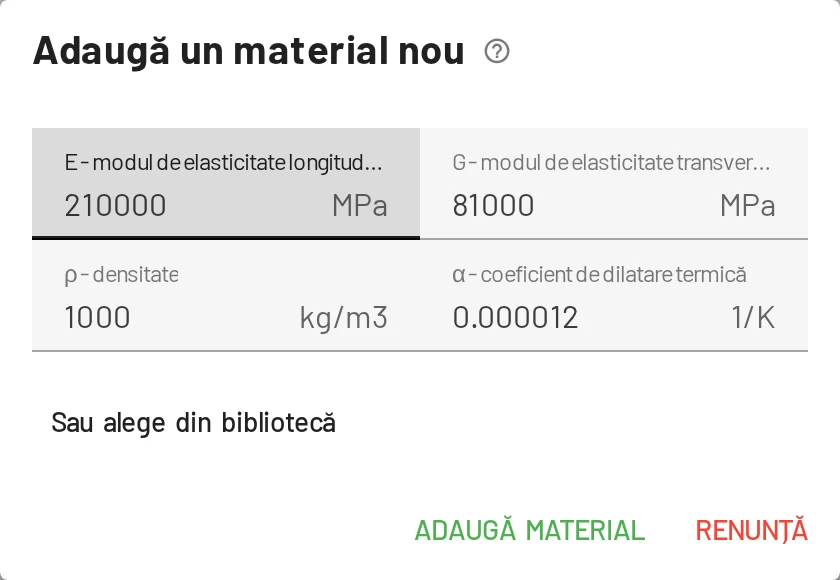 Adaugă un material nou ?
E - modul de elasticitate longitud...
210000 MPa
G - modul de elasticitate transver...
81000 MPa
ρ - densitate
1000 kg/m3
α - coeficient de dilatare termică
0.000012 1/K
Sau alege din bibliotecă
ADAUGĂ MATERIAL RENUNȚĂ